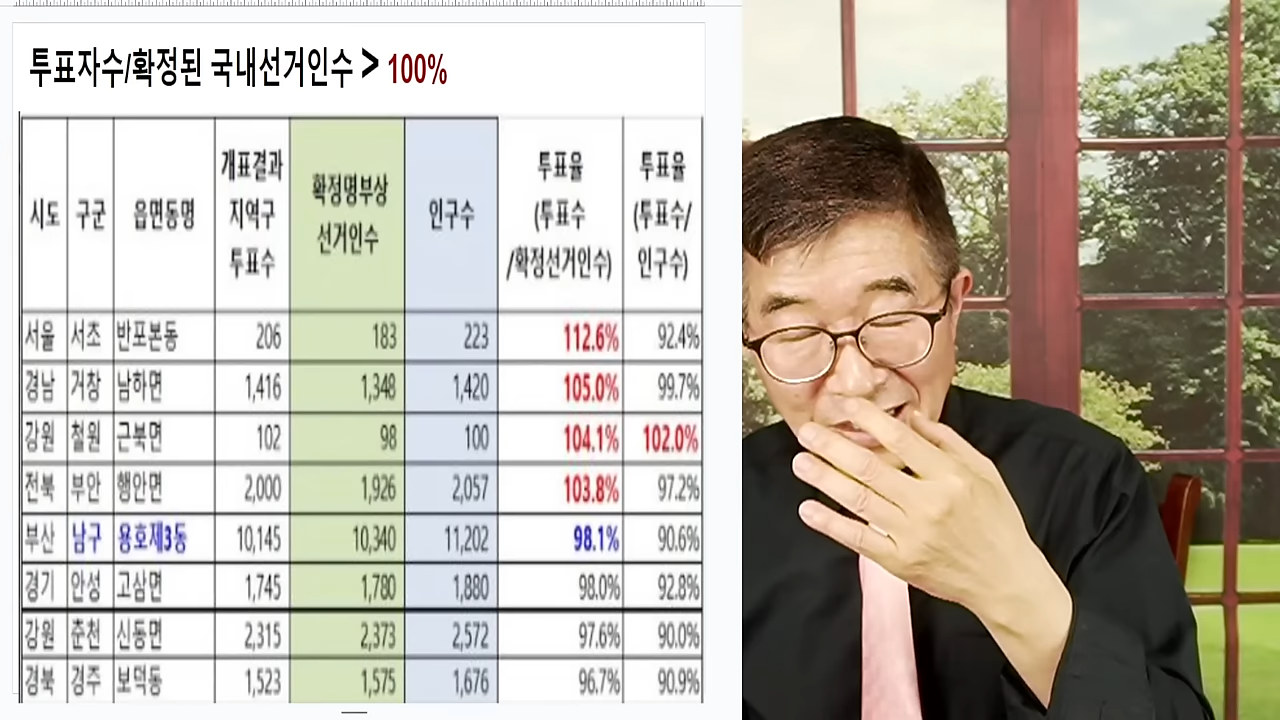 투표자수/확정된 국내선거인수 > 100%
시도 구군 읍면동명 개표결과 지역구 투표수 확정명부상 선거인수 인구수 투표율 (투표수 /확정선거인수) 투표율 (투표수/ 인구수)
서울 서초 반포본동 206 183 223 112.6% 92.4%
경남 거창 남하면 1,416 1,348 1,420 105.0% 99.7%
강원 철원 근북면 102 98 100 104.1% 102.0%
전북 부안 행안면 2,000 1,926 2,057 103.8% 97.2%
부산 남구 용호제3동 10,145 10,340 11,202 98.1% 90.6%
경기 안성 고삼면 1,745 1,780 1,880 98.0% 92.8%
강원 춘천 신동면 2,315 2,373 2,572 97.6% 90.0%
경북 경주 보덕동 1,523 1,575 1,676 96.7% 90.9%